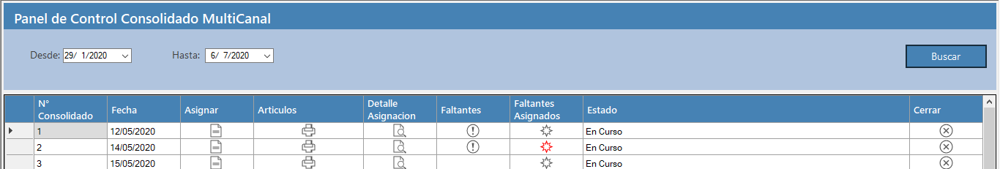 Panel de Control Consolidado MultiCanal
Desde: 29/ 1/2020 Hasta: 6/ 7/2020 Buscar
N° Consolidado Fecha Asignar Articulos Detalle Asignacion Faltantes Faltantes Asignados Estado Cerrar
1 12/05/2020 En Curso
2 14/05/2020 En Curso
3 15/05/2020 En Curso